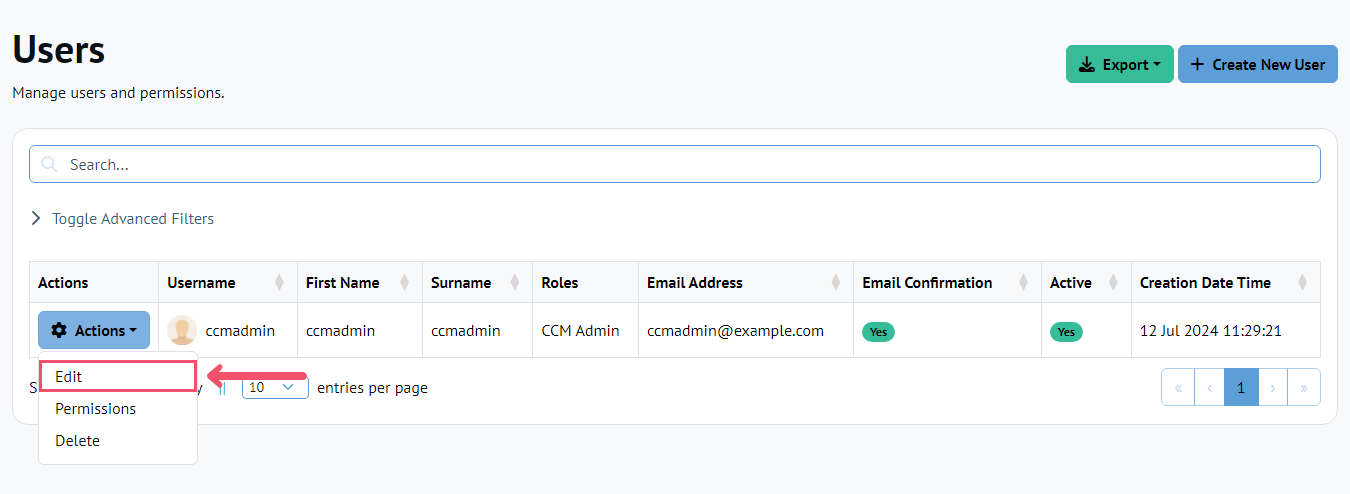 Users
Export
Create New User
Manage users and permissions.
Search...
Toggle Advanced Filters
Actions Username First Name Surname Roles Email Address Email Confirmation Active Creation Date Time
Actions ccmadmin ccmadmin ccmadmin CCM Admin ccmadmin@example.com Yes Yes 12 Jul 2024 11:29:21
Edit
10 entries per page
« ‹ 1 › »
Permissions
Delete